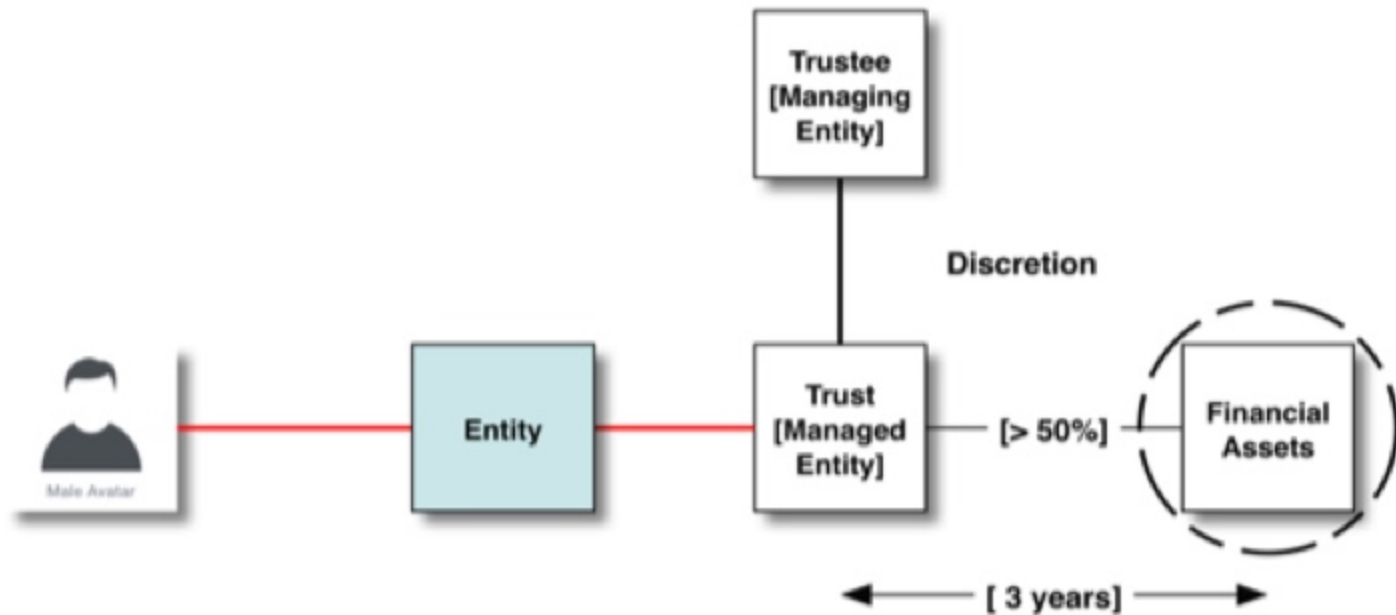 Trustee
[Managing
Entity]
Discretion
Male Avatar
Entity
Trust
[Managed
Entity]
[> 50%]
Financial
Assets
[ 3 years]